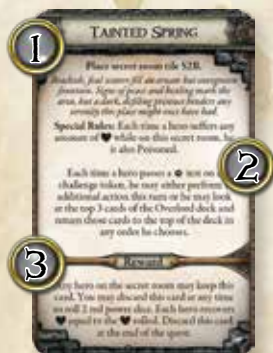 1
TAINTED SPRING
Place secret room tile S2B.
Brackish, foul waters fill an ornate but overgrown
fountain. Signs of peace and healing mark the
area, but a dark, defiling presence hinders any
serenity this place might once have had.
Special Rules: Each time a hero suffers any
amount of ♥ while on this secret room, he
is also Poisoned.
2
Each time a hero passes a test on
challenge token, he may either perform
additional action this turn or he may look
at the top 3 cards of the Overlord deck and
return those cards to the top of the deck in
any order he chooses.
3
Reward
Any hero on the secret room may keep this
card. You may discard this card at any time
to roll 2 red power dice. Each hero recovers
♥ equal to the ♥ rolled. Discard this card
at the end of the quest.